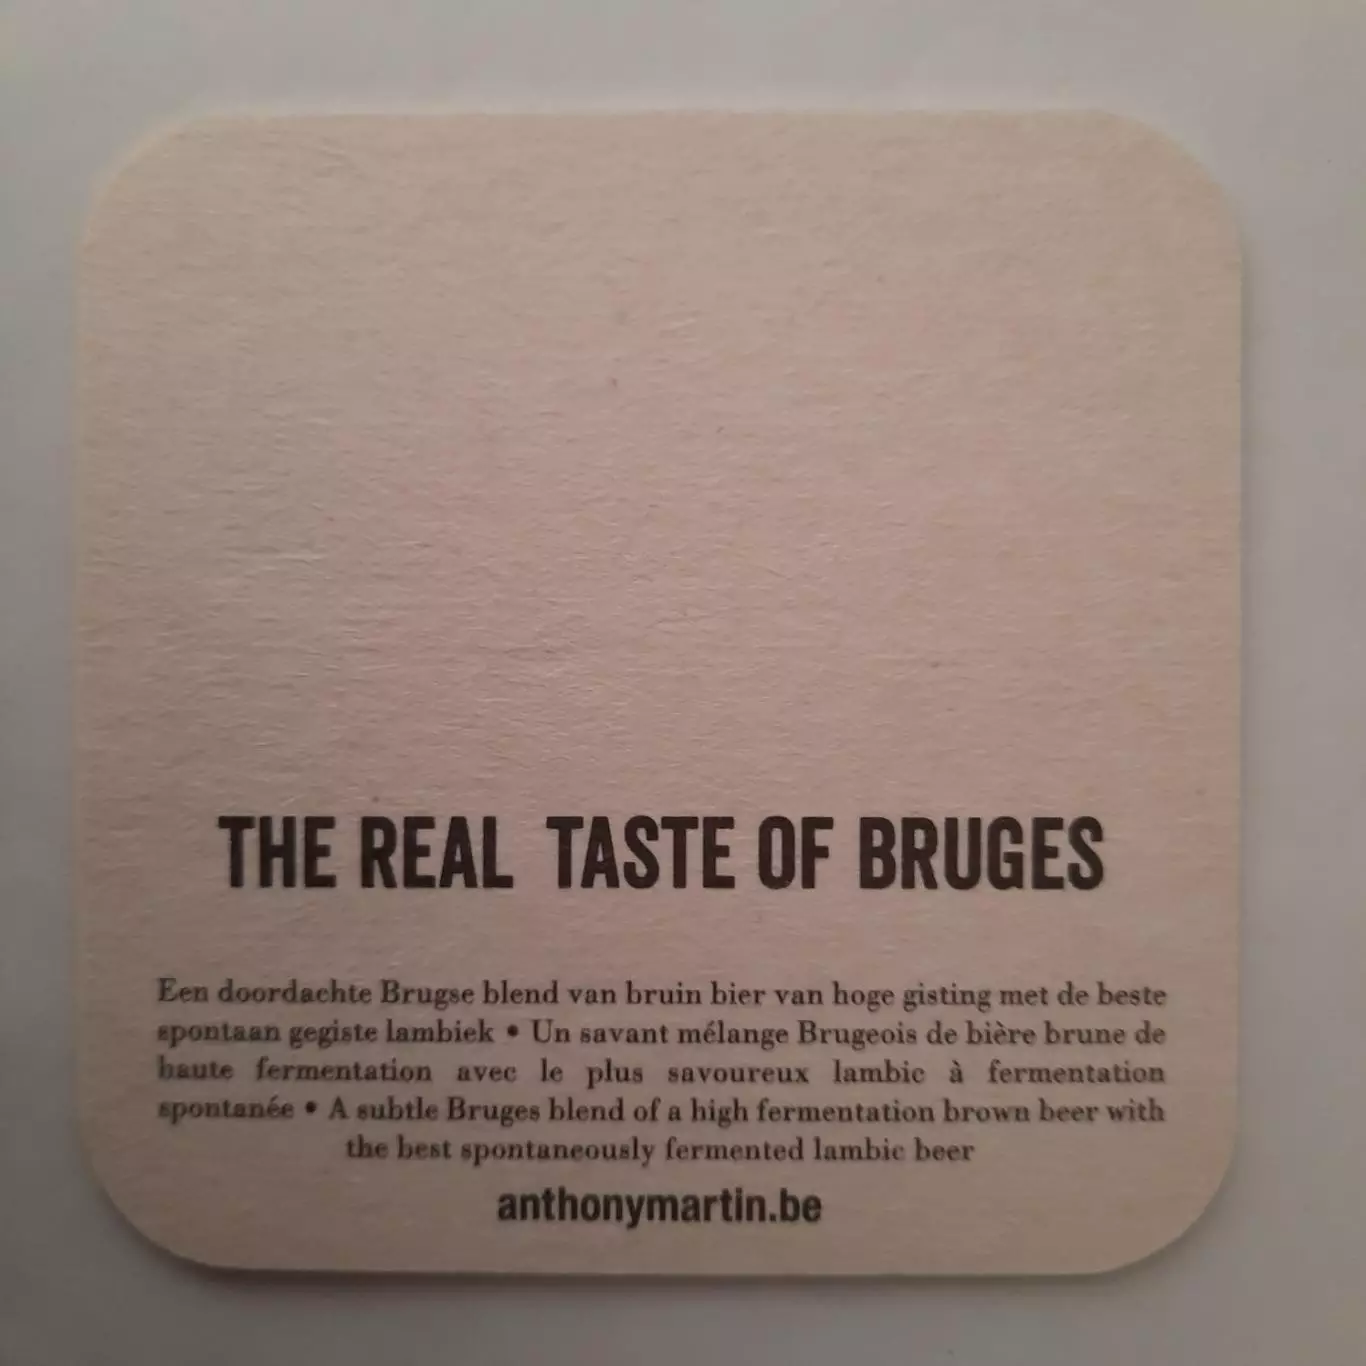 THE REAL TASTE OF BRUGES
Een doordachte Brugse blend van bruin bier van hoge gisting met de beste
spontaan gegiste lambiek • Un savant mélange Brugeois de bière brune de
haute fermentation avec le plus savoureux lambic à fermentation
spontanée • A subtle Bruges blend of a high fermentation brown beer with
the best spontaneously fermented lambic beer
anthonymartin.be